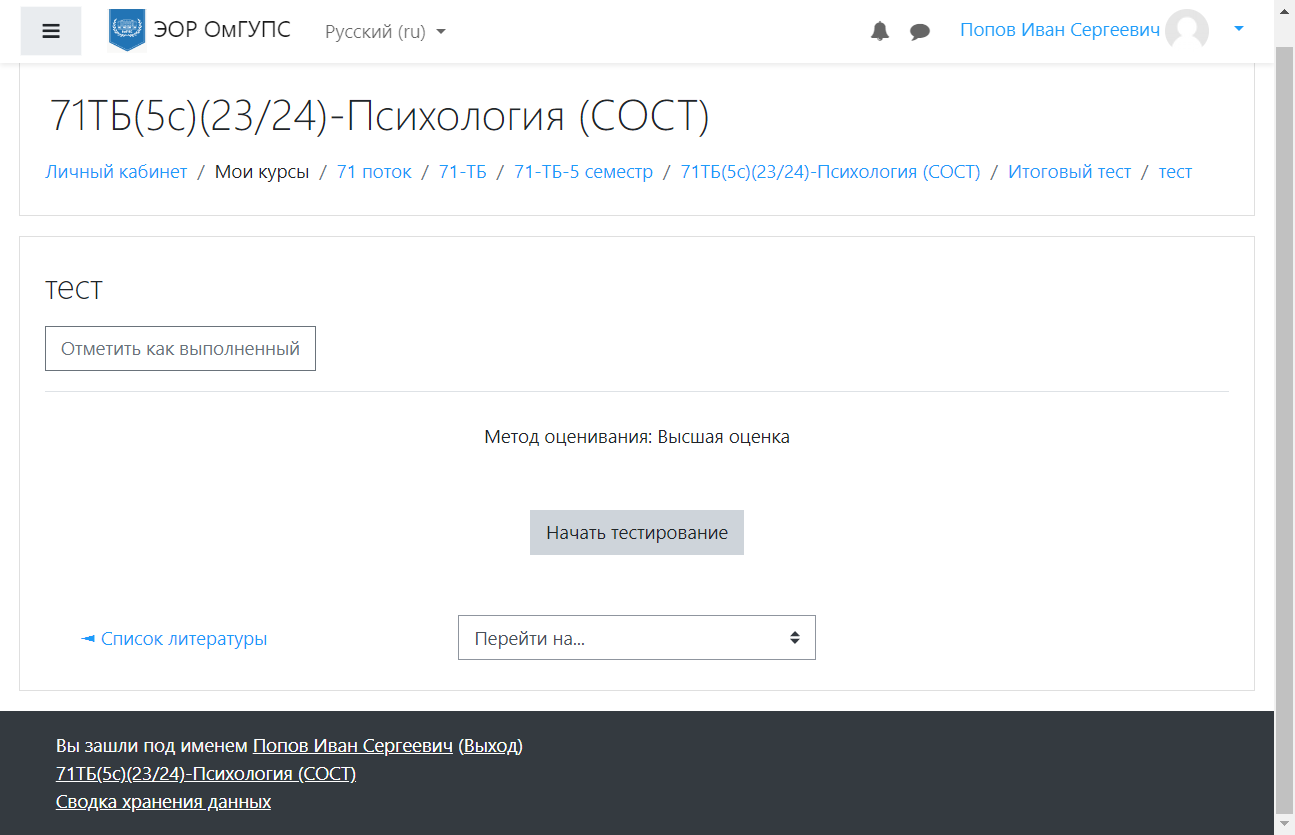 ЭОР ОмГУПС Русский (ru) Попов Иван Сергеевич
71ТБ(5с)(23/24)-Психология (СОСТ)
Личный кабинет / Мои курсы / 71 поток / 71-ТБ / 71-ТБ-5 семестр / 71ТБ(5с)(23/24)-Психология (СОСТ) / Итоговый тест / тест
тест
Отметить как выполненный
Метод оценивания: Высшая оценка
Начать тестирование
◄ Список литературы Перейти на...
Вы зашли под именем Попов Иван Сергеевич (Выход)
71ТБ(5с)(23/24)-Психология (СОСТ)
Сводка хранения данных